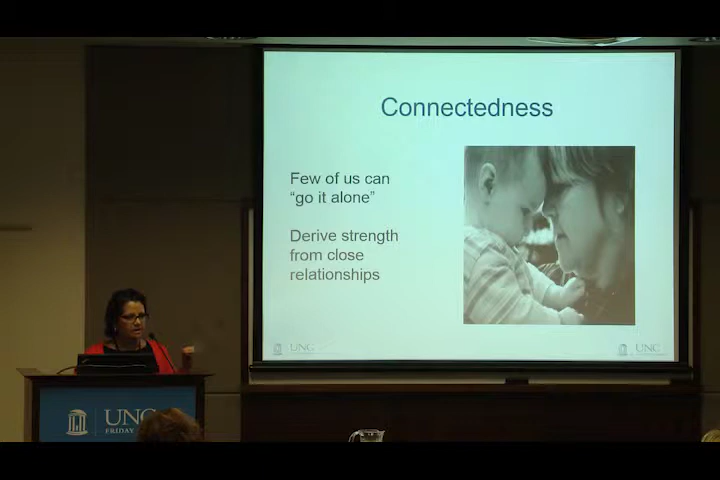 Connectedness
Few of us can
“go it alone”
Derive strength
from close
relationships
UNC
UNC
UNC
FRIDAY